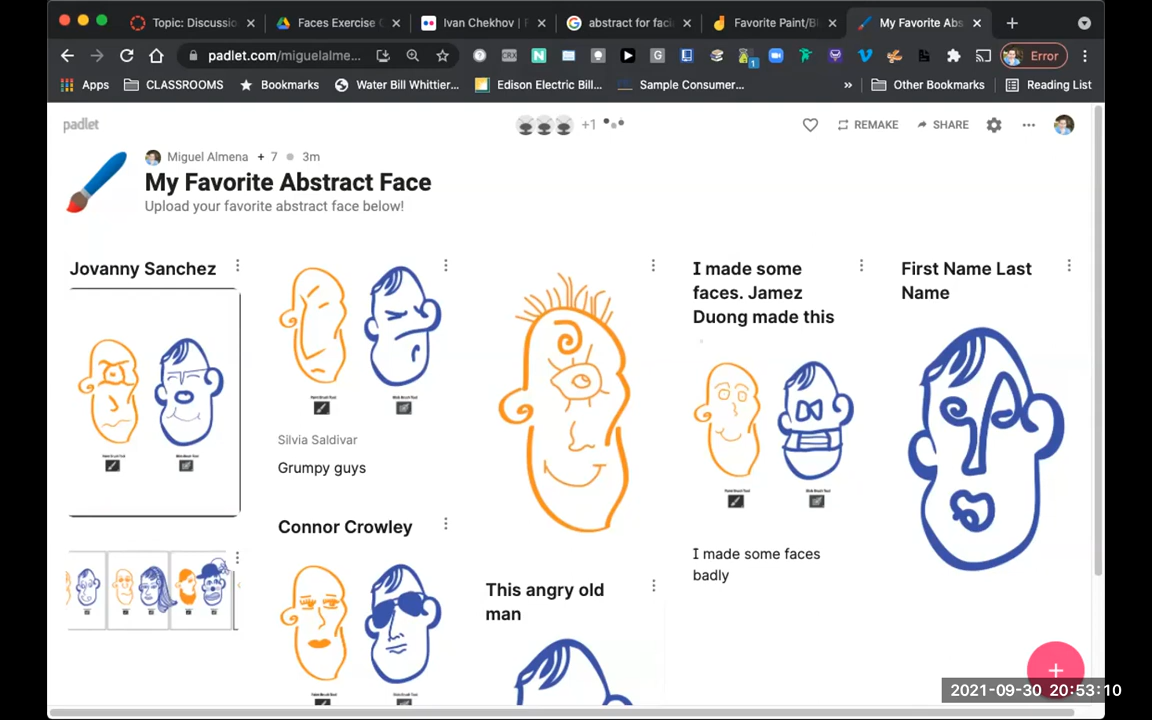 Topic: Discussio
Faces Exercise
Ivan Chekhov |
abstract for faci
Favorite Paint/Bl
My Favorite Abs
padlet.com/miguelalme...
Error
Apps
CLASSROOMS
Bookmarks
Water Bill Whittier...
Edison Electric Bill...
Sample Consumer...
»
Other Bookmarks
Reading List
padlet
+1
REMAKE
SHARE
Miguel Almena + 7 3m
My Favorite Abstract Face
Upload your favorite abstract face below!
Jovanny Sanchez
Silvia Saldivar
Grumpy guys
Connor Crowley
This angry old
man
I made some
faces. Jamez
Duong made this
I made some faces
badly
First Name Last
Name
2021-09-30 20:53:10